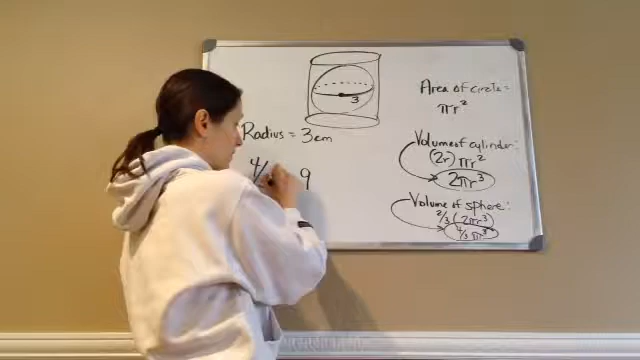 3
Radius = 3cm
4/
9
Area of circle =
πr²
Volume of cylinder:
(2r) πr²
2πr³
Volume of sphere:
2/3 (2πr³)
4/3 πr³